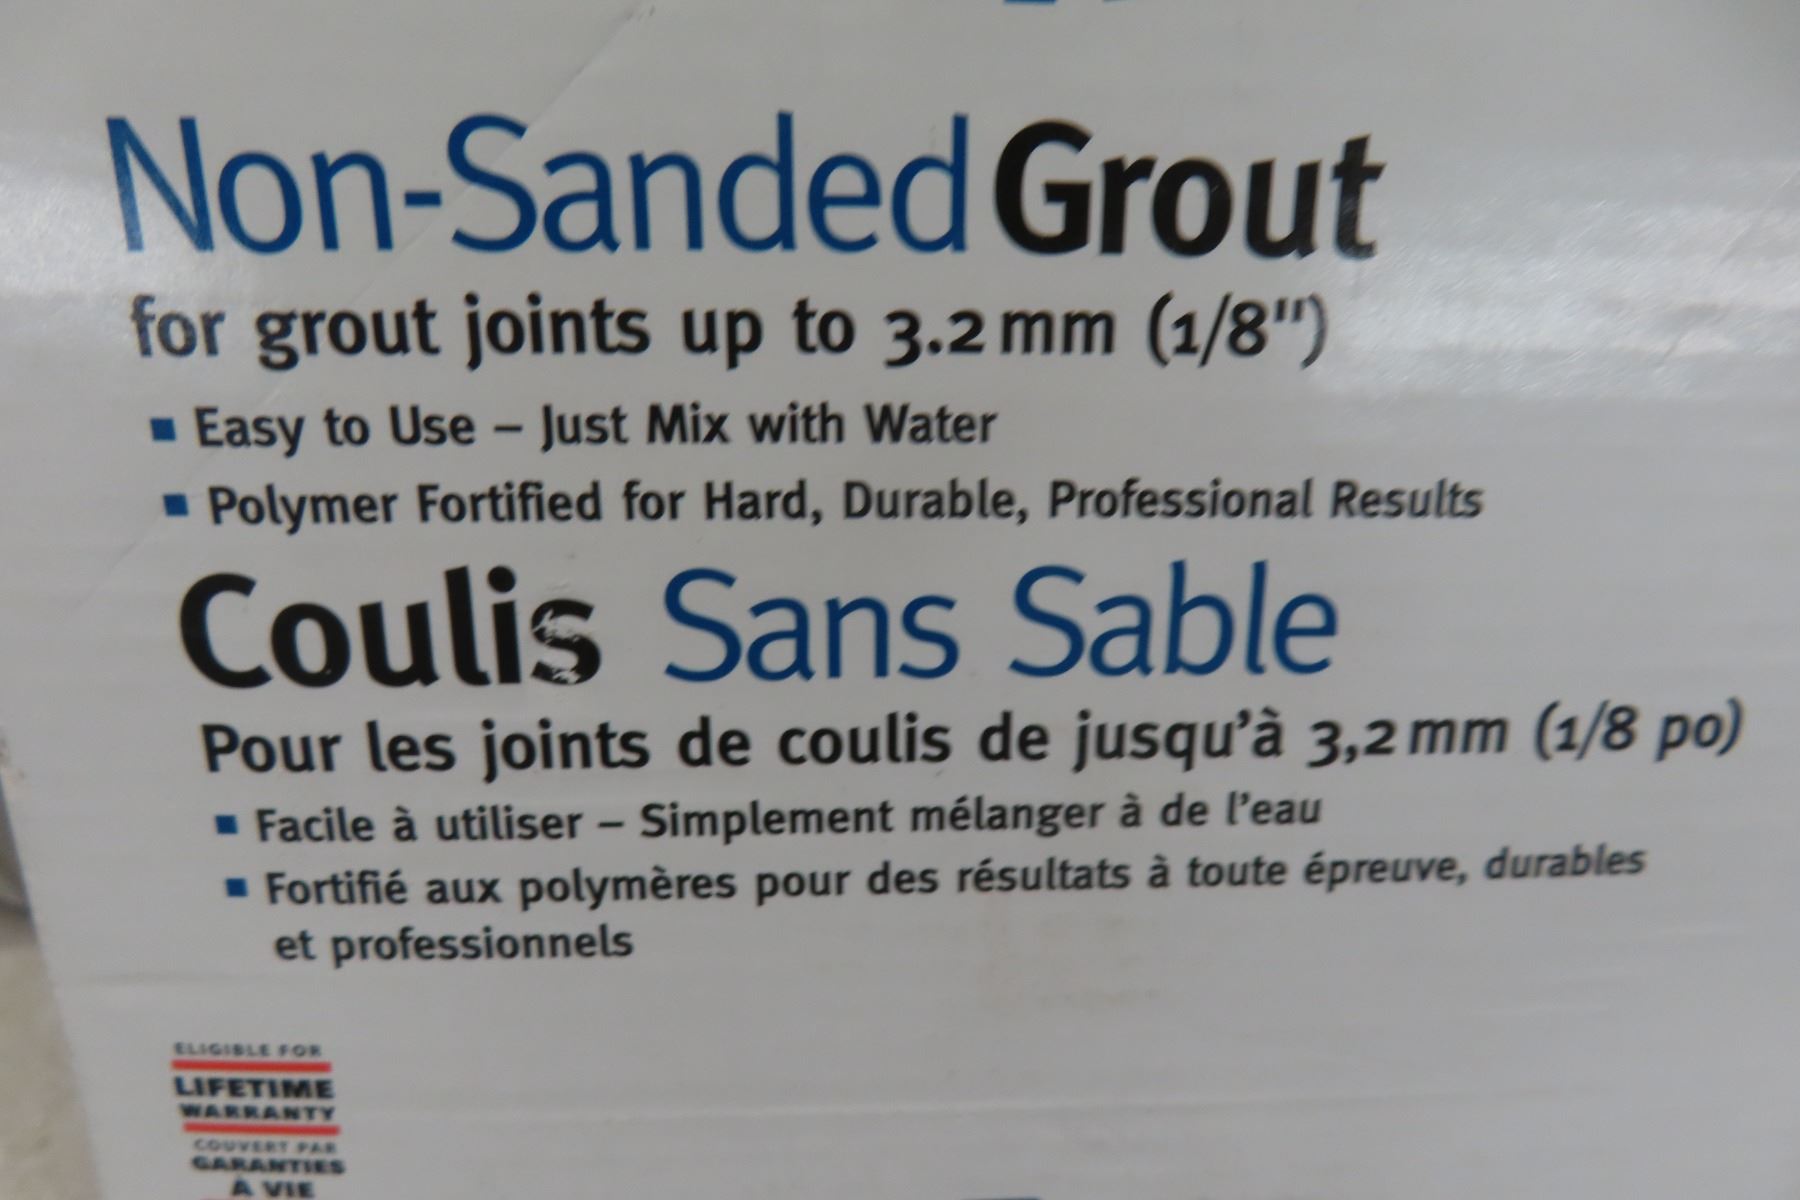 Non-Sanded Grout
for grout joints up to 3.2 mm (1/8")
▪ Easy to Use – Just Mix with Water
▪ Polymer Fortified for Hard, Durable, Professional Results
Coulis Sans Sable
Pour les joints de coulis de jusqu'à 3,2 mm (1/8 po)
▪ Facile à utiliser – Simplement mélanger à de l'eau
▪ Fortifié aux polymères pour des résultats à toute épreuve, durables
et professionnels
ELIGIBLE FOR
LIFETIME
WARRANTY
COUVERT PAR
GARANTIES
À VIE